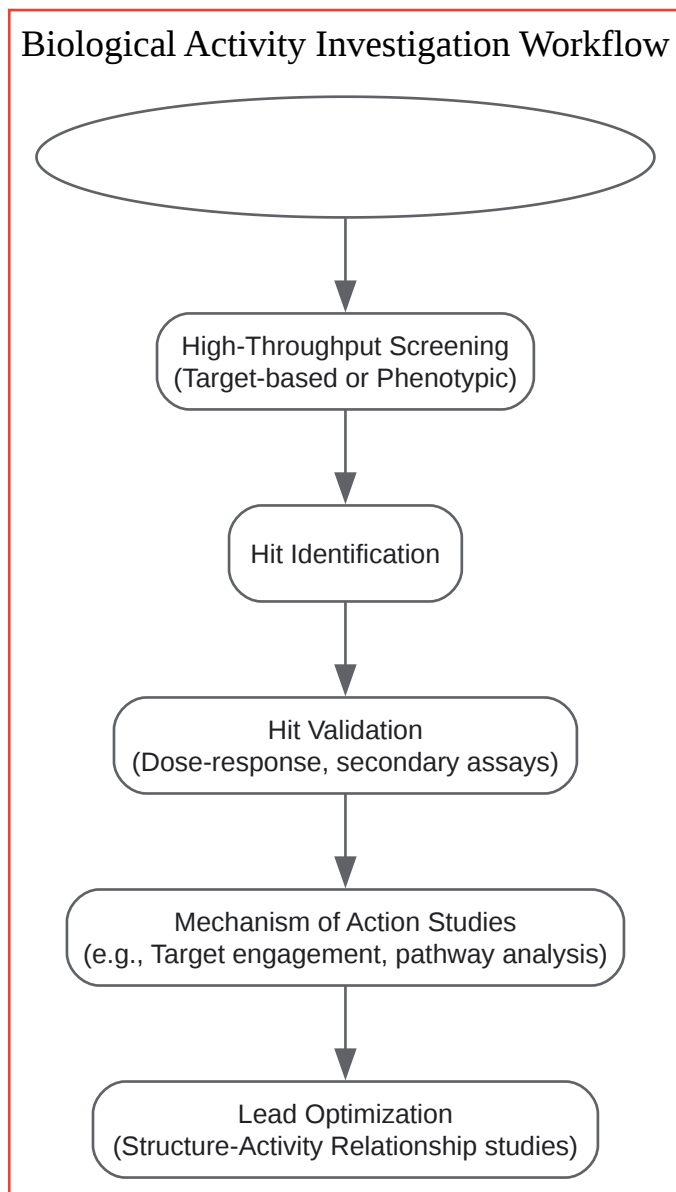 Biological Activity Investigation Workflow
High-Throughput Screening
(Target-based or Phenotypic)
Hit Identification
Hit Validation
(Dose-response, secondary assays)
Mechanism of Action Studies
(e.g., Target engagement, pathway analysis)
Lead Optimization
(Structure-Activity Relationship studies)